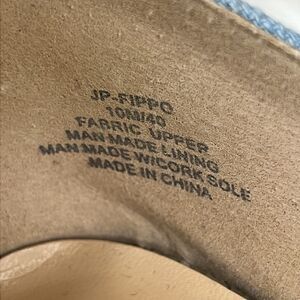 JP-FIPPO
10M/40
FABRIC UPPER
MAN MADE LINING
MAN MADE W/CORK SOLE
MADE IN CHINA